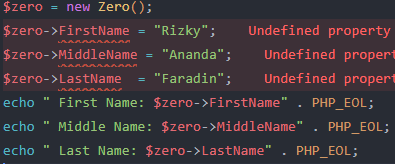 $zero = new Zero();
$zero->FirstName = "Rizky";    Undefined property
$zero->MiddleName = "Ananda";    Undefined propert
$zero->LastName  = "Faradin";    Undefined propert
echo " First Name: $zero->FirstName" . PHP_EOL;
echo " Middle Name: $zero->MiddleName" . PHP_EOL;
echo " Last Name: $zero->LastName" . PHP_EOL;